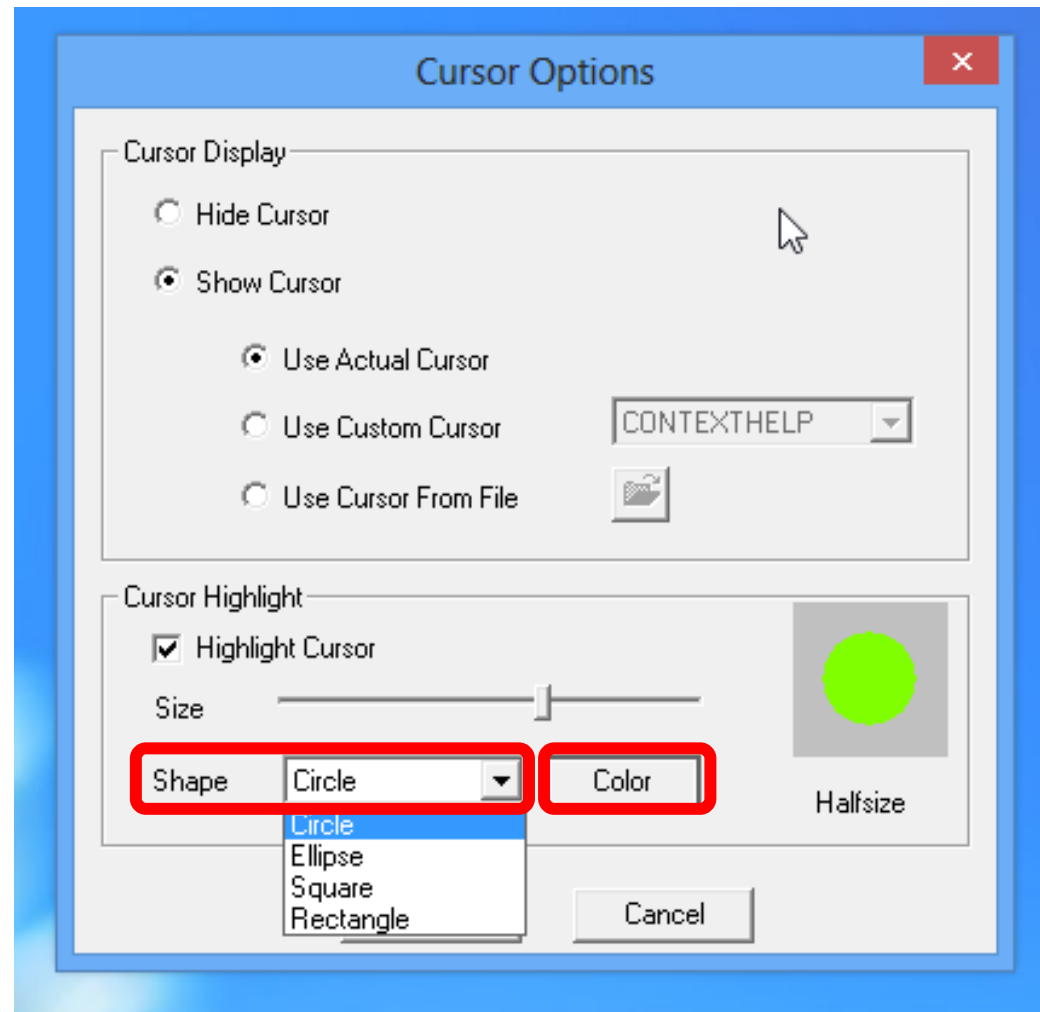 Cursor Options
Cursor Display
Hide Cursor
Show Cursor
Use Actual Cursor
Use Custom Cursor CONTEXTHELP
Use Cursor From File
Cursor Highlight
Highlight Cursor
Size
Shape Circle Color
Halfsize
Circle
Ellipse
Square
Rectangle
Cancel